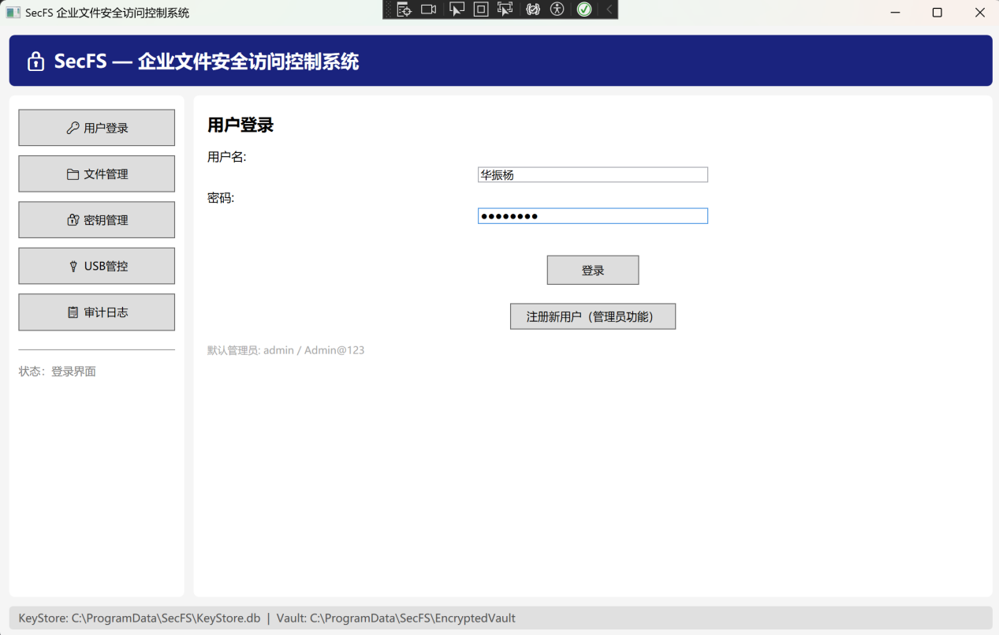 SecFS 企业文件安全访问控制系统
SecFS — 企业文件安全访问控制系统
用户登录
文件管理
密钥管理
USB管控
审计日志
状态：登录界面
用户登录
用户名:
华振杨
密码:
●●●●●●●●
登录
注册新用户（管理员功能）
默认管理员: admin / Admin@123
KeyStore: C:\ProgramData\SecFS\KeyStore.db | Vault: C:\ProgramData\SecFS\EncryptedVault